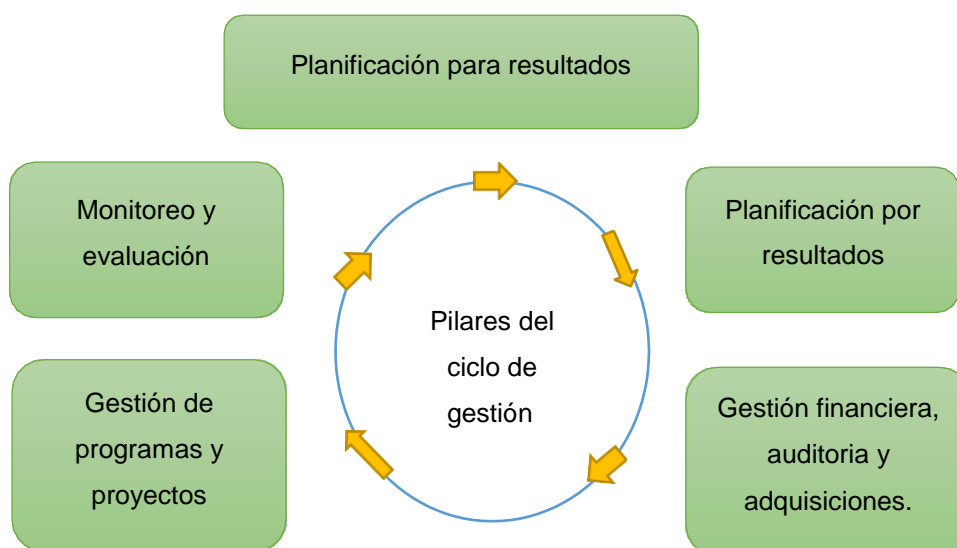 Planificación para resultados
Monitoreo y
evaluación
Planificación por
resultados
Pilares del
ciclo de
gestión
Gestión de
programas y
proyectos
Gestión financiera,
auditoria y
adquisiciones.